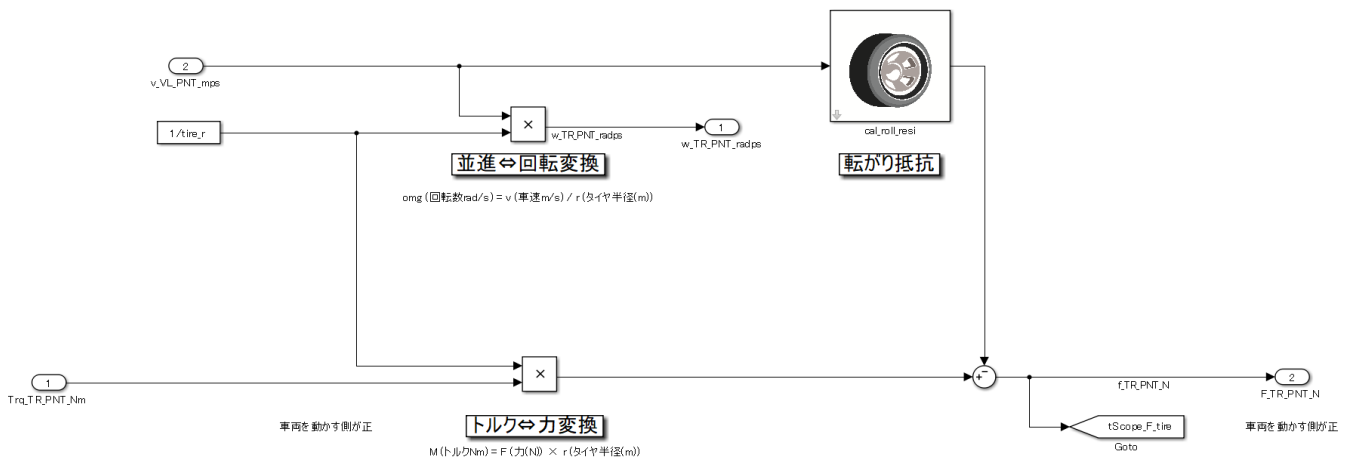 2
v_VL_PNT_mps
1/tire_r
×
w_TR_PNT_radps
1
w_TR_PNT_radps
cal_roll_resi
並進⇔回転変換
転がり抵抗
omg (回転数rad/s) = v (車速m/s) / r (タイヤ半径(m))
1
Trq_TR_PNT_Nm
×
+
-
f_TR_PNT_N
2
F_TR_PNT_N
車両を動かす側が正
トルク⇔力変換
tScope_F_tire
Goto
車両を動かす側が正
M (トルクNm) = F (力(N)) × r (タイヤ半径(m))